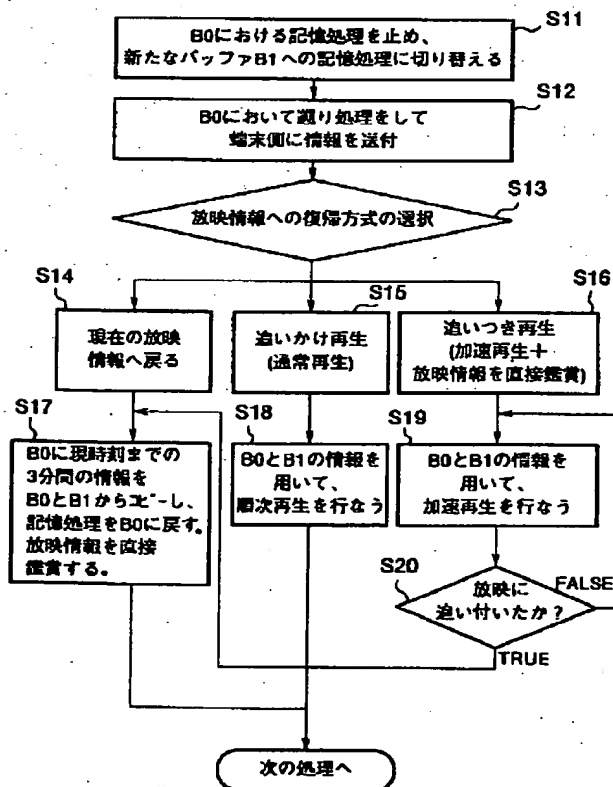 S11
B0における記憶処理を止め、
新たなバッファB1への記憶処理に切り替える
S12
B0において遡り処理をして
端末側に情報を送付
S13
放映情報への復帰方式の選択
S14
現在の放映
情報へ戻る
S15
追いかけ再生
(通常再生)
S16
追いつき再生
(加速再生+
放映情報を直接鑑賞)
S17
B0に現時刻までの
3分間の情報を
B0とB1からコピーし、
記憶処理をB0に戻す。
放映情報を直接
鑑賞する。
S18
B0とB1の情報を
用いて、
順次再生を行なう
S19
B0とB1の情報を
用いて、
加速再生を行なう
S20
放映に
追い付いたか?
FALSE
TRUE
次の処理へ